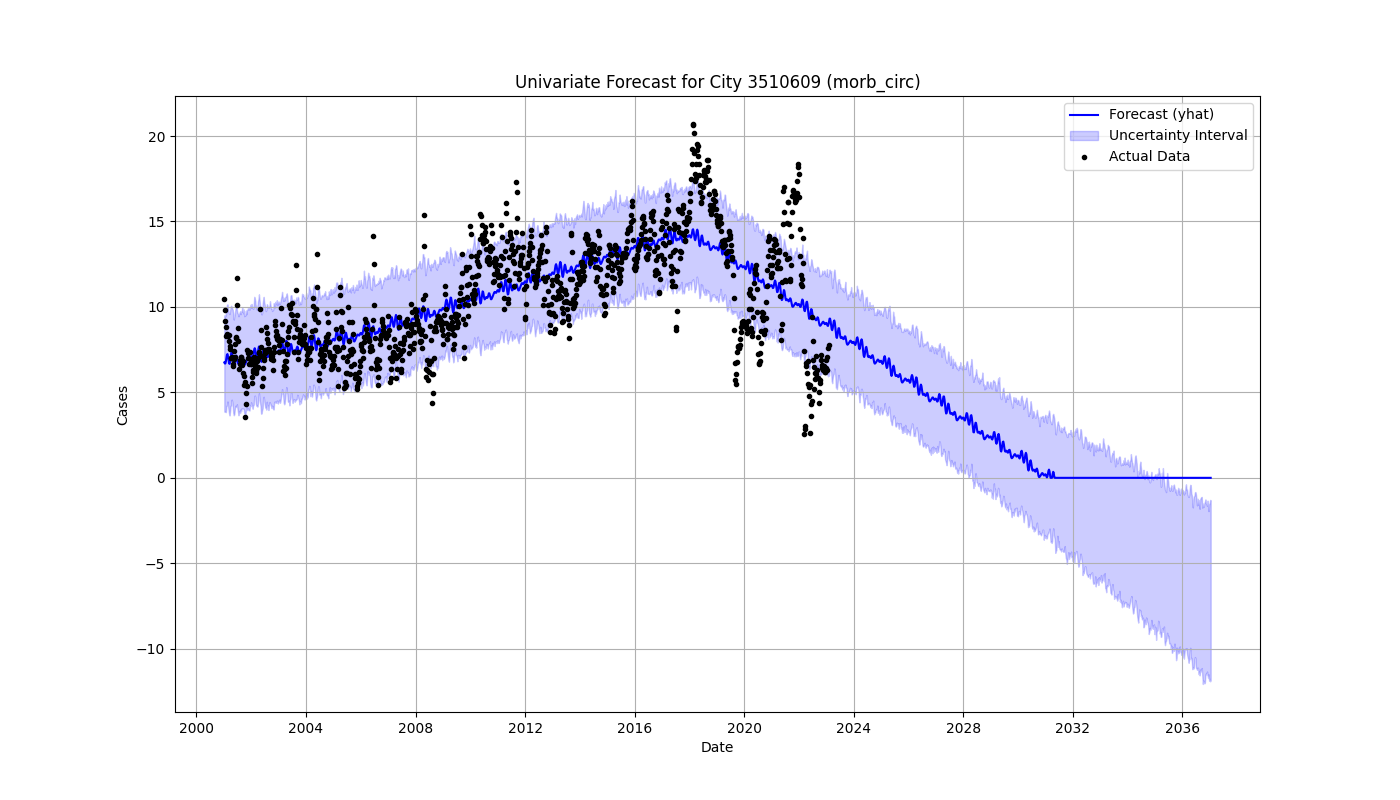 Univariate Forecast for City 3510609 (morb_circ)
Forecast (yhat)
Uncertainty Interval
Actual Data
20
15
10
5
0
−5
−10
Cases
2000 2004 2008 2012 2016 2020 2024 2028 2032 2036
Date